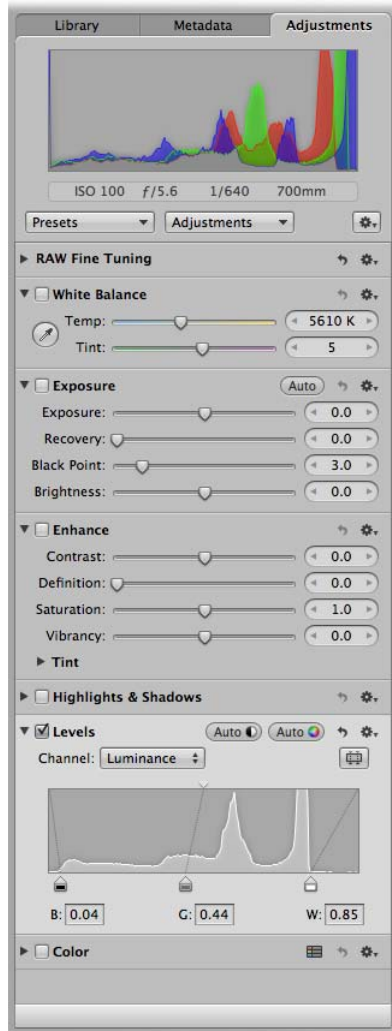 Library Metadata Adjustments
ISO 100 f/5.6 1/640 700mm
Presets Adjustments
RAW Fine Tuning
White Balance
Temp: 5610 K
Tint: 5
Exposure Auto
Exposure: 0.0
Recovery: 0.0
Black Point: 3.0
Brightness: 0.0
Enhance
Contrast: 0.0
Definition: 0.0
Saturation: 1.0
Vibrancy: 0.0
Tint
Highlights & Shadows
Levels Auto Auto
Channel: Luminance
B: 0.04 G: 0.44 W: 0.85
Color